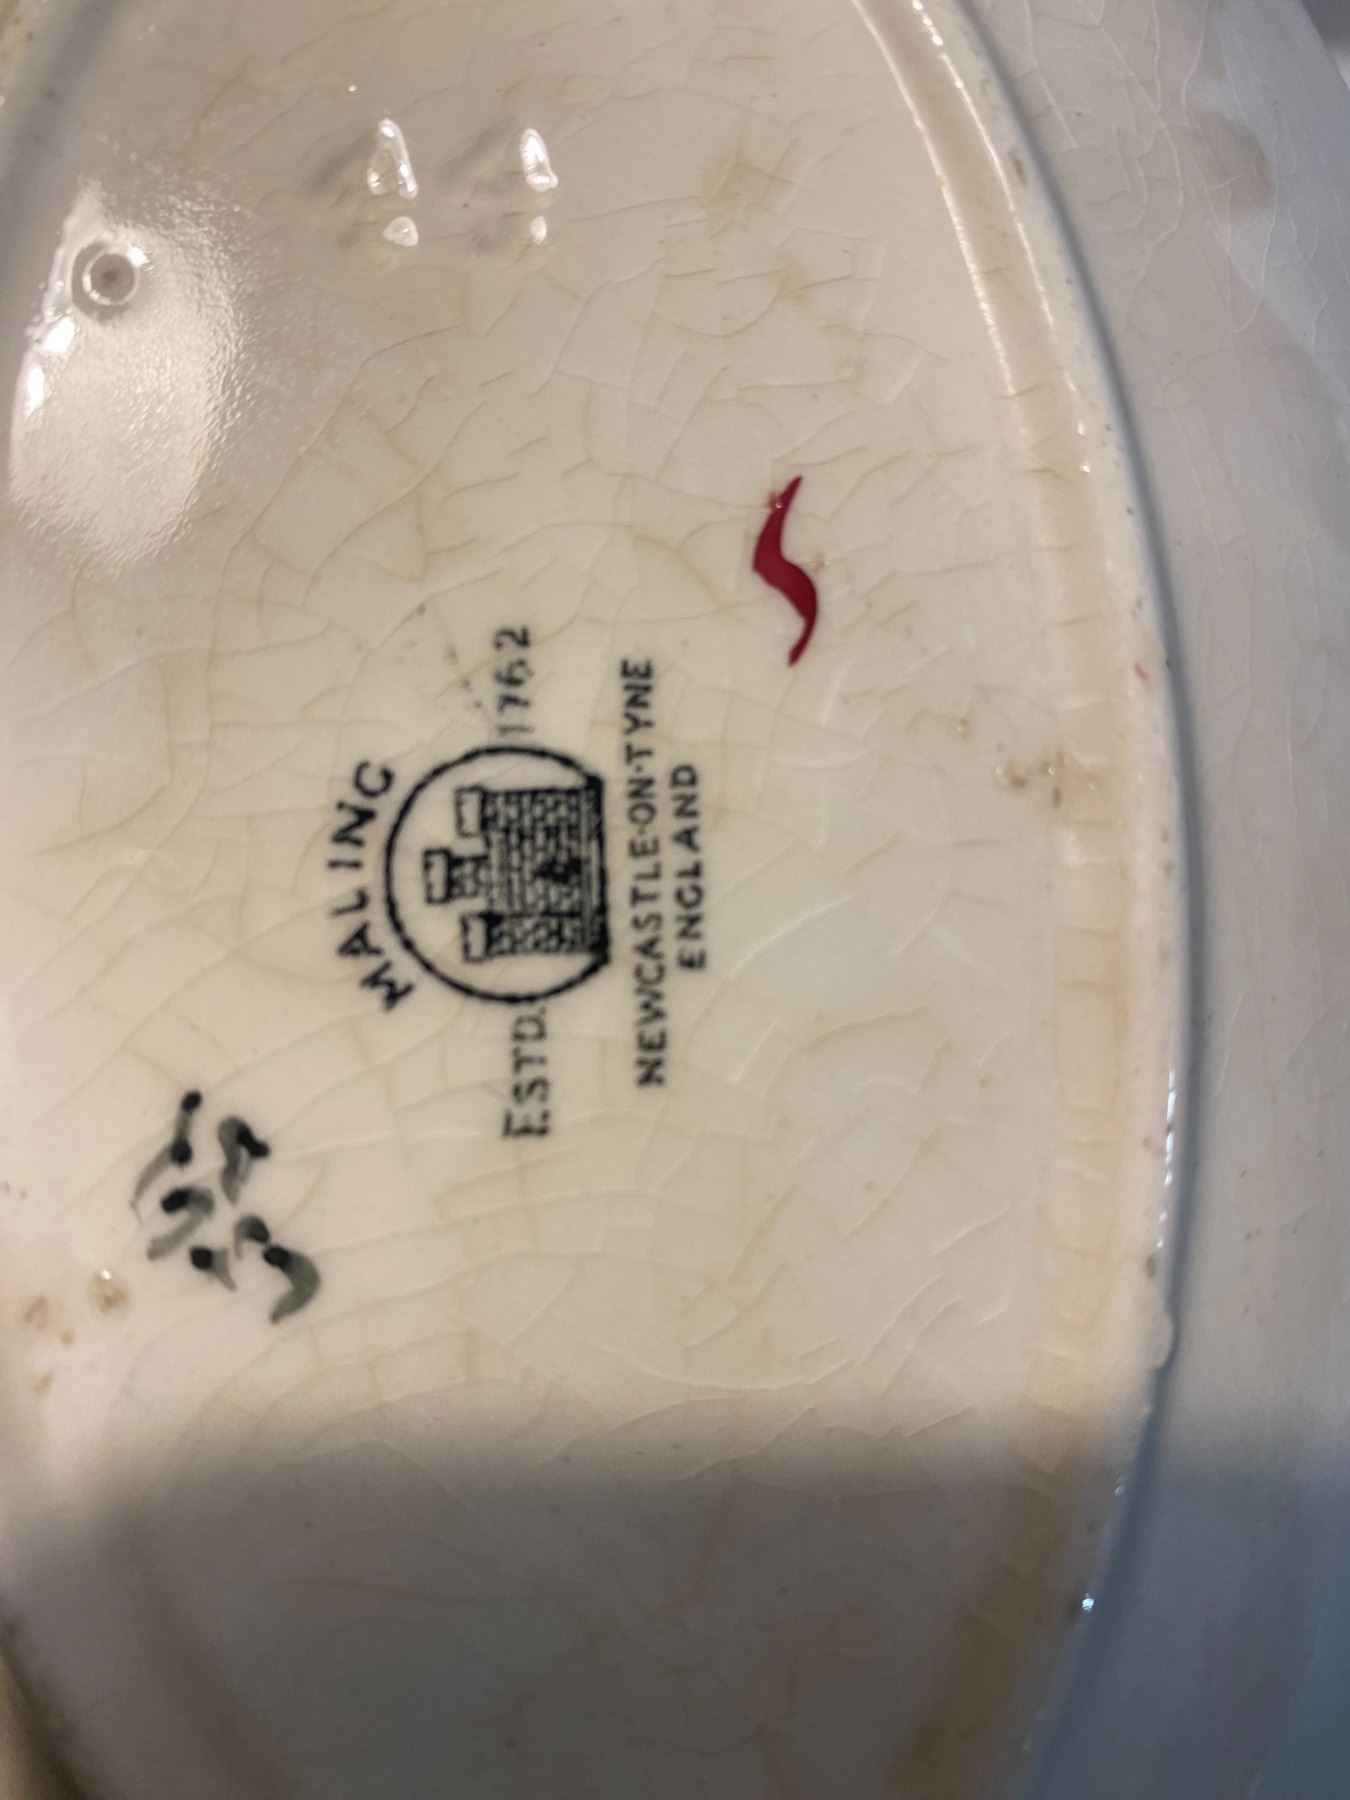 MALING
ESTD. 1762
NEWCASTLE·ON·TYNE
ENGLAND